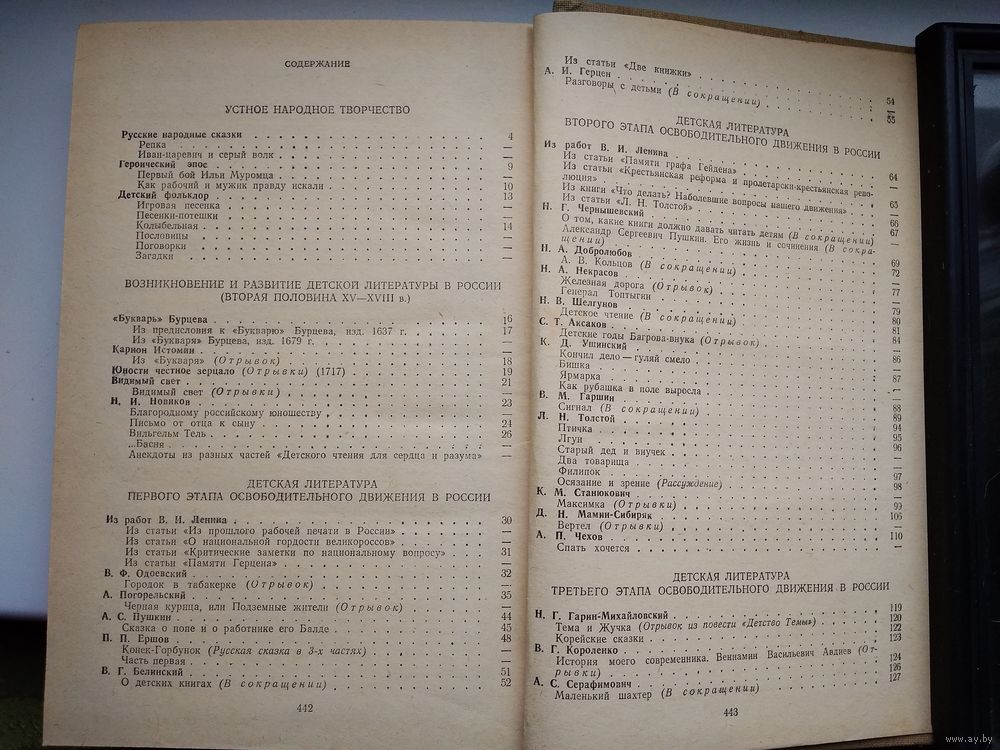 СОДЕРЖАНИЕ
УСТНОЕ НАРОДНОЕ ТВОРЧЕСТВО
Русские народные сказки 4
Репка —
Иван-царевич и серый волк —
Героический эпос 9
Первый бой Ильи Муромца —
Как рабочий и мужик правду искали 10
Детский фольклор 13
Игровая песенка —
Песенки-потешки —
Колыбельная 14
Пословицы —
Поговорки —
Загадки —
ВОЗНИКНОВЕНИЕ И РАЗВИТИЕ ДЕТСКОЙ ЛИТЕРАТУРЫ В РОССИИ
(ВТОРАЯ ПОЛОВИНА XV—XVIII в.)
«Букварь» Бурцева 16
Из предисловия к «Букварю» Бурцева, изд. 1637 г. 17
Из «Букваря» Бурцева, изд. 1679 г. —
Карион Истомин —
Из «Букваря» (Отрывок) 18
Юности честное зерцало (Отрывки) (1717) 19
Видимый свет 21
Видимый свет (Отрывки) —
Н. И. Новиков 23
Благородному российскому юношеству —
Письмо от отца к сыну 24
Вильгельм Тель 26
...Басня —
Анекдоты из разных частей «Детского чтения для сердца и разума» —
ДЕТСКАЯ ЛИТЕРАТУРА
ПЕРВОГО ЭТАПА ОСВОБОДИТЕЛЬНОГО ДВИЖЕНИЯ В РОССИИ
Из работ В. И. Ленина 30
Из статьи «Из прошлого рабочей печати в России» —
Из статьи «О национальной гордости великороссов» —
Из статьи «Критические заметки по национальному вопросу» 31
Из статьи «Памяти Герцена» —
В. Ф. Одоевский 32
Городок в табакерке (Отрывок) —
А. Погорельский 35
Черная курица, или Подземные жители (Отрывок) —
А. С. Пушкин 44
Сказка о попе и о работнике его Балде 45
П. П. Ершов 48
Конек-Горбунок (Русская сказка в 3-х частях) —
Часть первая —
В. Г. Белинский 51
О детских книгах (В сокращении) 52
442
Из статьи «Две книжки» 54
А. И. Герцен —
Разговоры с детьми (В сокращении) 55
ДЕТСКАЯ ЛИТЕРАТУРА
ВТОРОГО ЭТАПА ОСВОБОДИТЕЛЬНОГО ДВИЖЕНИЯ В РОССИИ
Из работ В. И. Ленина 64
Из статьи «Памяти графа Гейдена» —
Из статьи «Крестьянская реформа и пролетарски-крестьянская рево-
люция» 65
Из книги «Что делать? Наболевшие вопросы нашего движения» —
Из статьи «Л. Н. Толстой» 66
Н. Г. Чернышевский 67
О том, какие книги должно давать читать детям (В сокращении) —
Александр Сергеевич Пушкин. Его жизнь и сочинения (В сокра-
щении) 69
Н. А. Добролюбов 72
А. В. Кольцов (В сокращении) —
Н. А. Некрасов 77
Железная дорога (Отрывок) —
Генерал Топтыгин 79
Н. В. Шелгунов 80
Детское чтение (В сокращении) 81
С. Т. Аксаков 84
Детские годы Багрова-внука (Отрывок) —
К. Д. Ушинский 86
Кончил дело — гуляй смело —
Бишка 87
Ярмарка —
Как рубашка в поле выросла —
В. М. Гаршин 88
Сигнал (В сокращении) 89
Л. Н. Толстой 94
Птичка 95
Лгун 96
Старый дед и внучек —
Два товарища —
Филипок 97
Осязание и зрение (Рассуждение) 98
К. М. Станюкович —
Максимка (Отрывки) 99
Д. Н. Мамин-Сибиряк 106
Вертел (Отрывки) —
А. П. Чехов 110
Спать хочется —
ДЕТСКАЯ ЛИТЕРАТУРА
ТРЕТЬЕГО ЭТАПА ОСВОБОДИТЕЛЬНОГО ДВИЖЕНИЯ В РОССИИ
Н. Г. Гарин-Михайловский 119
Тема и Жучка (Отрывок из повести «Детство Темы») 120
Корейские сказки 122
В. Г. Короленко 123
История моего современника. Вениамин Васильевич Авдиев (От-
рывки) 124
А. С. Серафимович 126
Маленький шахтер (В сокращении) 127
443
www.ay.by